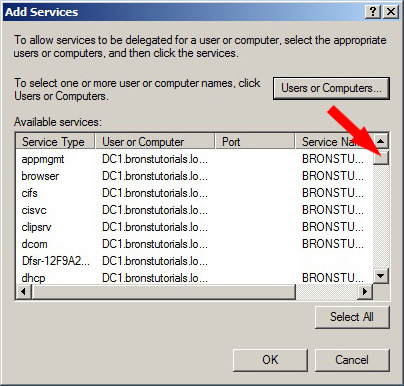 Add Services
To allow services to be delegated for a user or computer, select the appropriate
users or computers, and then click the services.
To select one or more user or computer names, click
Users or Computers.
Users or Computers...
Available services:
Service Type User or Computer Port Service Na
appmgmt DC1.bronstutorials.lo... BRONSTU...
browser DC1.bronstutorials.lo... BRONSTU...
cifs DC1.bronstutorials.lo... BRONSTU...
cisvc DC1.bronstutorials.lo... BRONSTU...
clipsrv DC1.bronstutorials.lo... BRONSTU...
dcom DC1.bronstutorials.lo... BRONSTU...
Dfsr-12F9A2... DC1.bronstutorials.lo...
dhcp DC1.bronstutorials.lo... BRONSTU...
Select All
OK Cancel